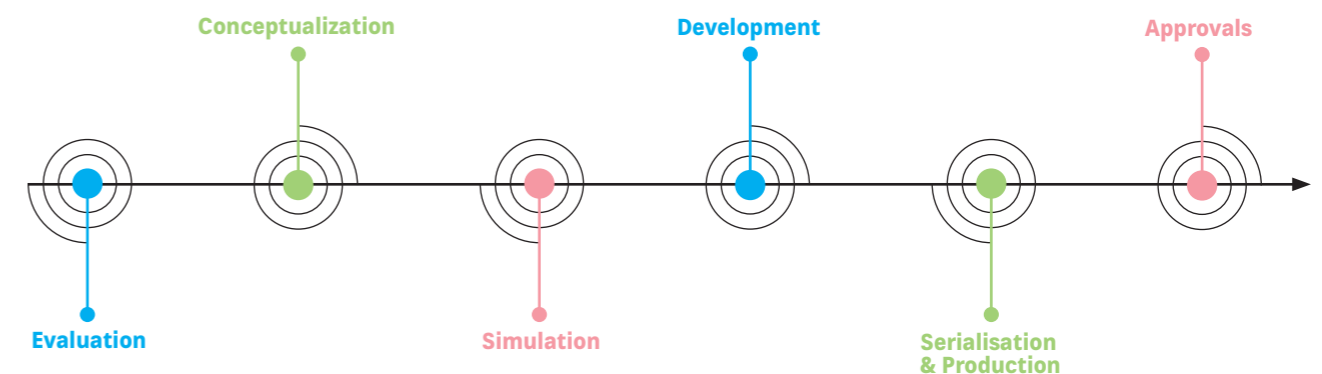 Conceptualization
Development
Approvals
Evaluation
Simulation
Serialisation
& Production